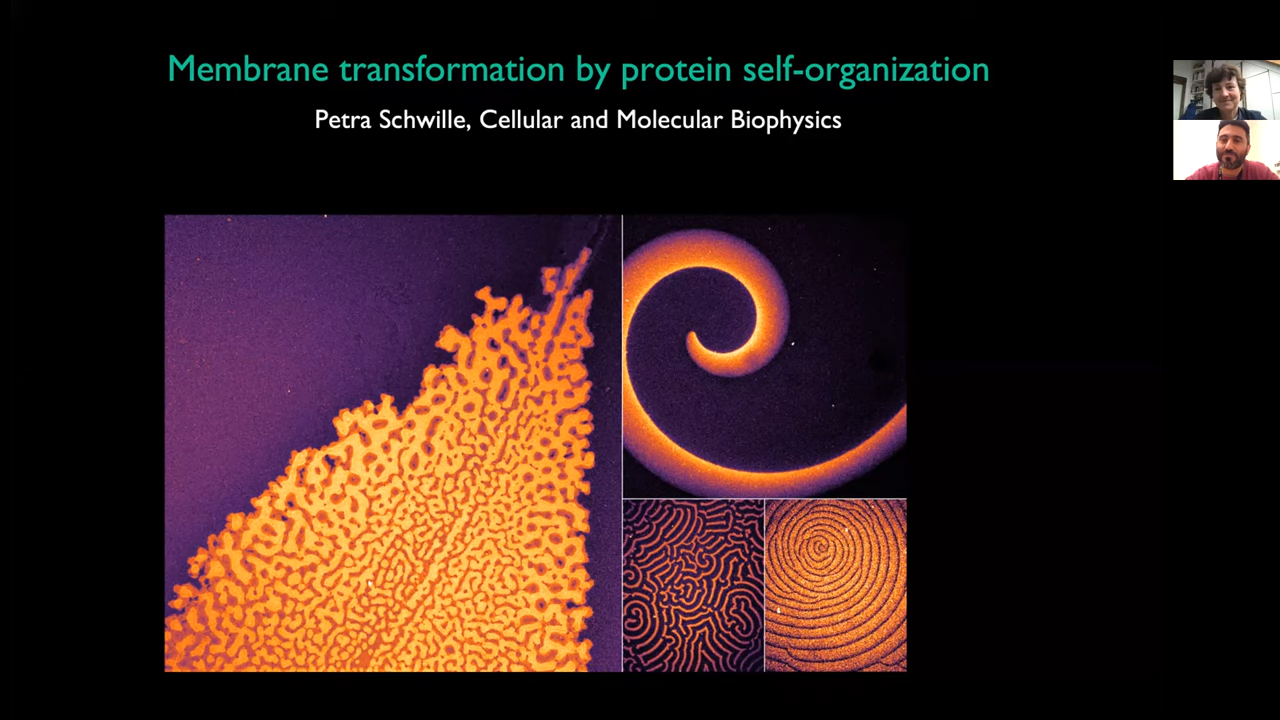 Membrane transformation by protein self-organization
Petra Schwille, Cellular and Molecular Biophysics